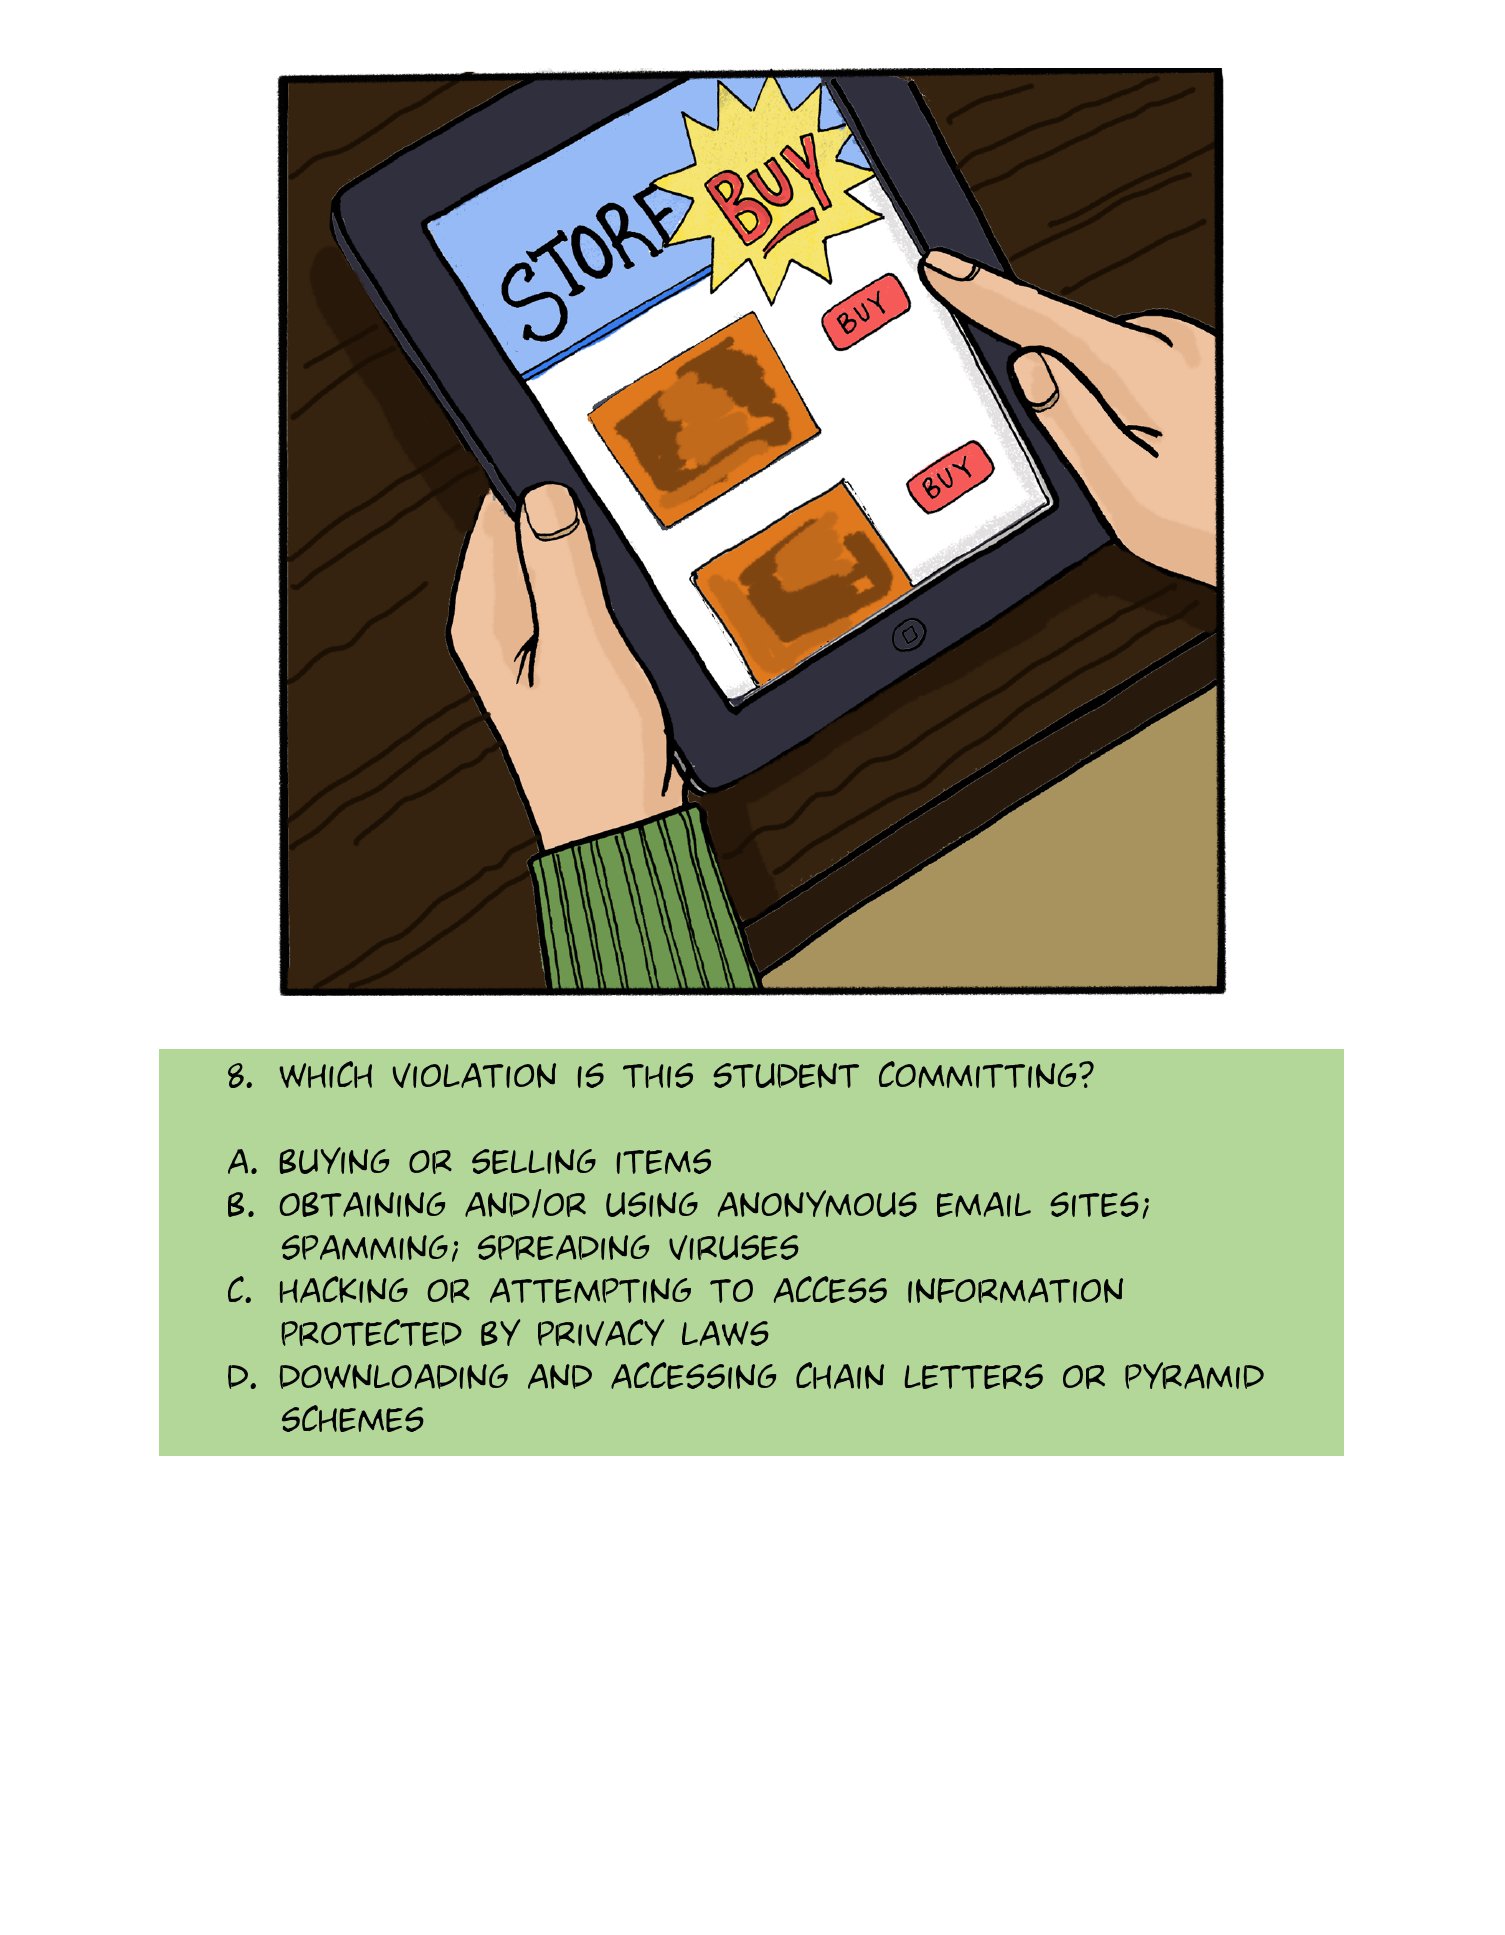 STORE
BUY
BUY
BUY
8. WHICH VIOLATION IS THIS STUDENT COMMITTING?
A. BUYING OR SELLING ITEMS
B. OBTAINING AND/OR USING ANONYMOUS EMAIL SITES;
SPAMMING; SPREADING VIRUSES
C. HACKING OR ATTEMPTING TO ACCESS INFORMATION
PROTECTED BY PRIVACY LAWS
D. DOWNLOADING AND ACCESSING CHAIN LETTERS OR PYRAMID
SCHEMES